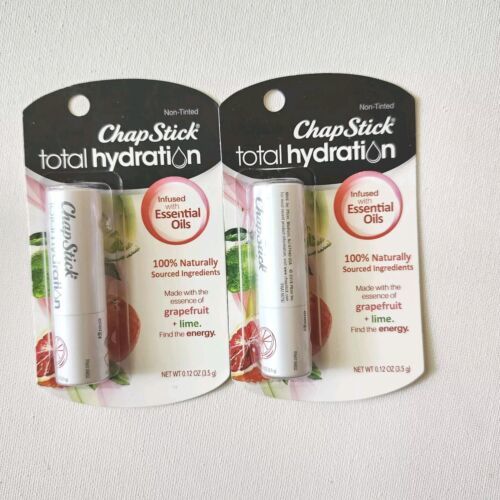 Non-Tinted
ChapStick®
total hydration
Infused
with
Essential
Oils
100% Naturally
Sourced Ingredients
Made with the
essence of
grapefruit
+ lime.
Find the energy.
NET WT 0.12 OZ (3.5 g)
ChapStick®
total hydration
Non-Tinted
ChapStick®
total hydration
Infused
with
Essential
Oils
100% Naturally
Sourced Ingredients
Made with the
essence of
grapefruit
+ lime.
Find the energy.
NET WT 0.12 OZ (3.5 g)